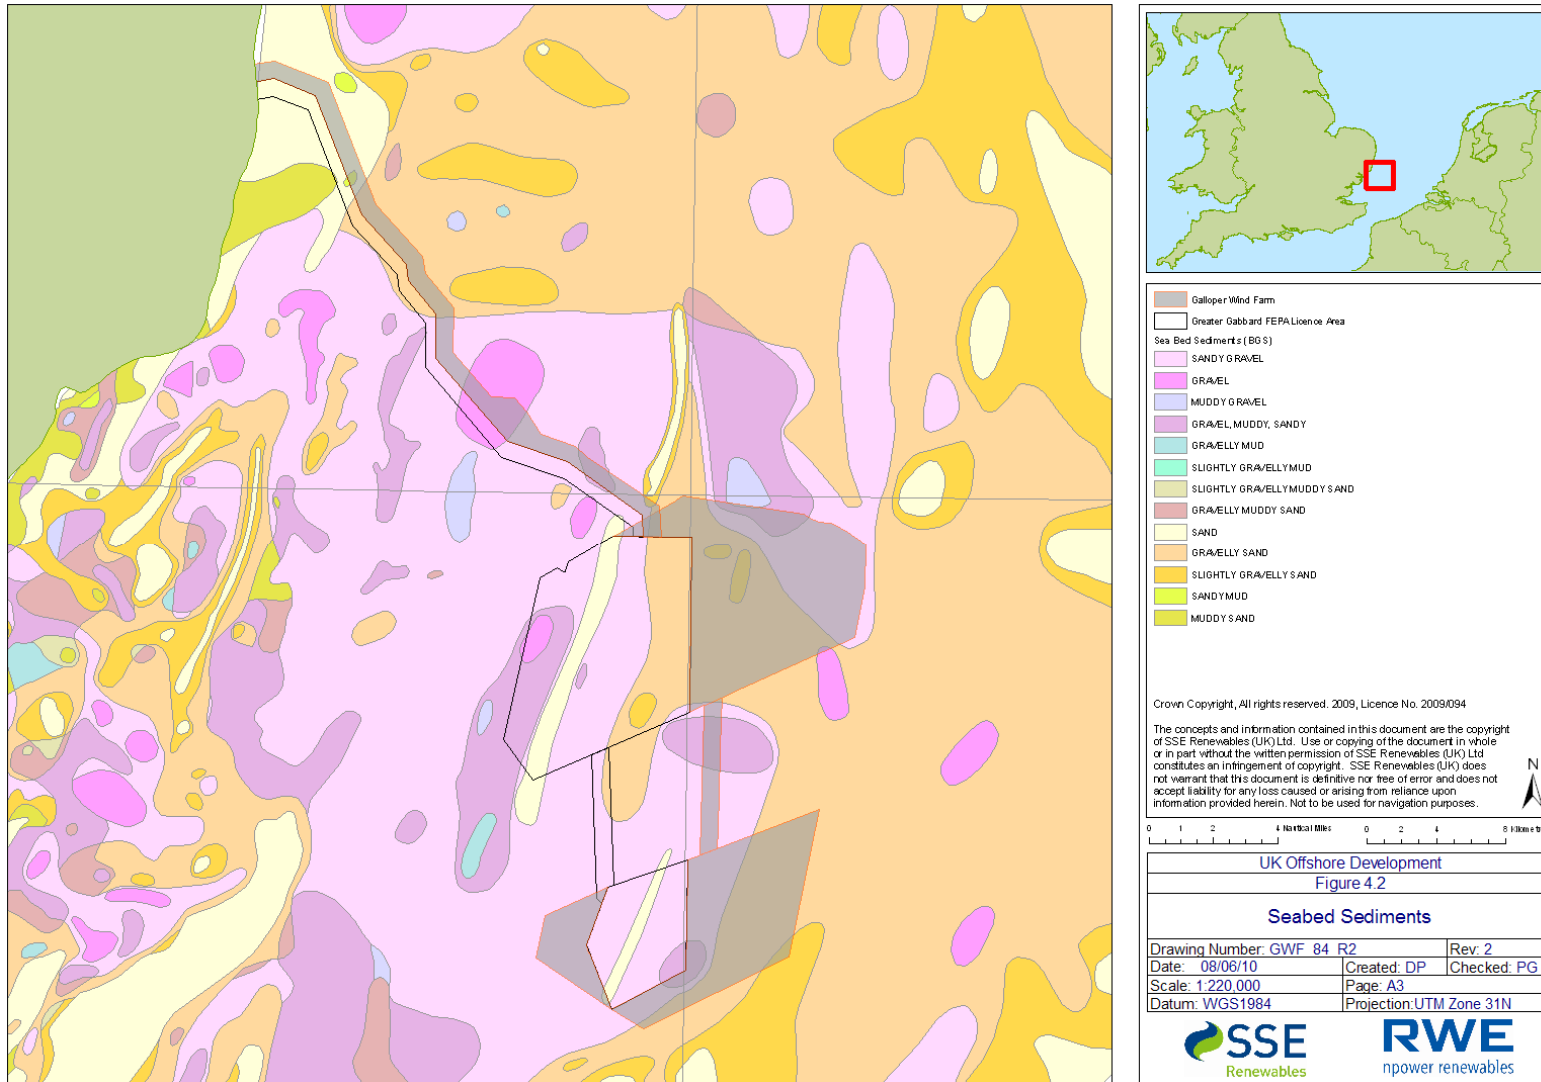 Galloper Wind Farm
Greater Gabbard FEPA Licence Area
Sea Bed Sediments (BGS)
SANDY GRAVEL
GRAVEL
MUDDY GRAVEL
GRAVEL, MUDDY, SANDY
GRAVELLY MUD
SLIGHTLY GRAVELLY MUD
SLIGHTLY GRAVELLY MUDDY SAND
GRAVELLY MUDDY SAND
SAND
GRAVELLY SAND
SLIGHTLY GRAVELLY SAND
SANDY MUD
MUDDY SAND
Crown Copyright, All rights reserved. 2009, Licence No. 2009/094
The concepts and information contained in this document are the copyright
of SSE Renewables (UK) Ltd. Use or copying of the document in whole
or in part without the written permission of SSE Renewables (UK) Ltd
constitutes an infringement of copyright. SSE Renewables (UK) does
not warrant that this document is definitive nor free of error and does not
accept liability for any loss caused or arising from reliance upon
information provided herein. Not to be used for navigation purposes.
N
0 1 2 4 Nautical Miles 0 2 4 8
UK Offshore Development
Figure 4.2
Seabed Sediments
Drawing Number: GWF_84_R2 Rev: 2
Date: 08/06/10 Created: DP Checked: PG
Scale: 1:220,000 Page: A3
Datum: WGS1984 Projection:UTM Zone 31N
SSE
Renewables
RWE
npower renewables